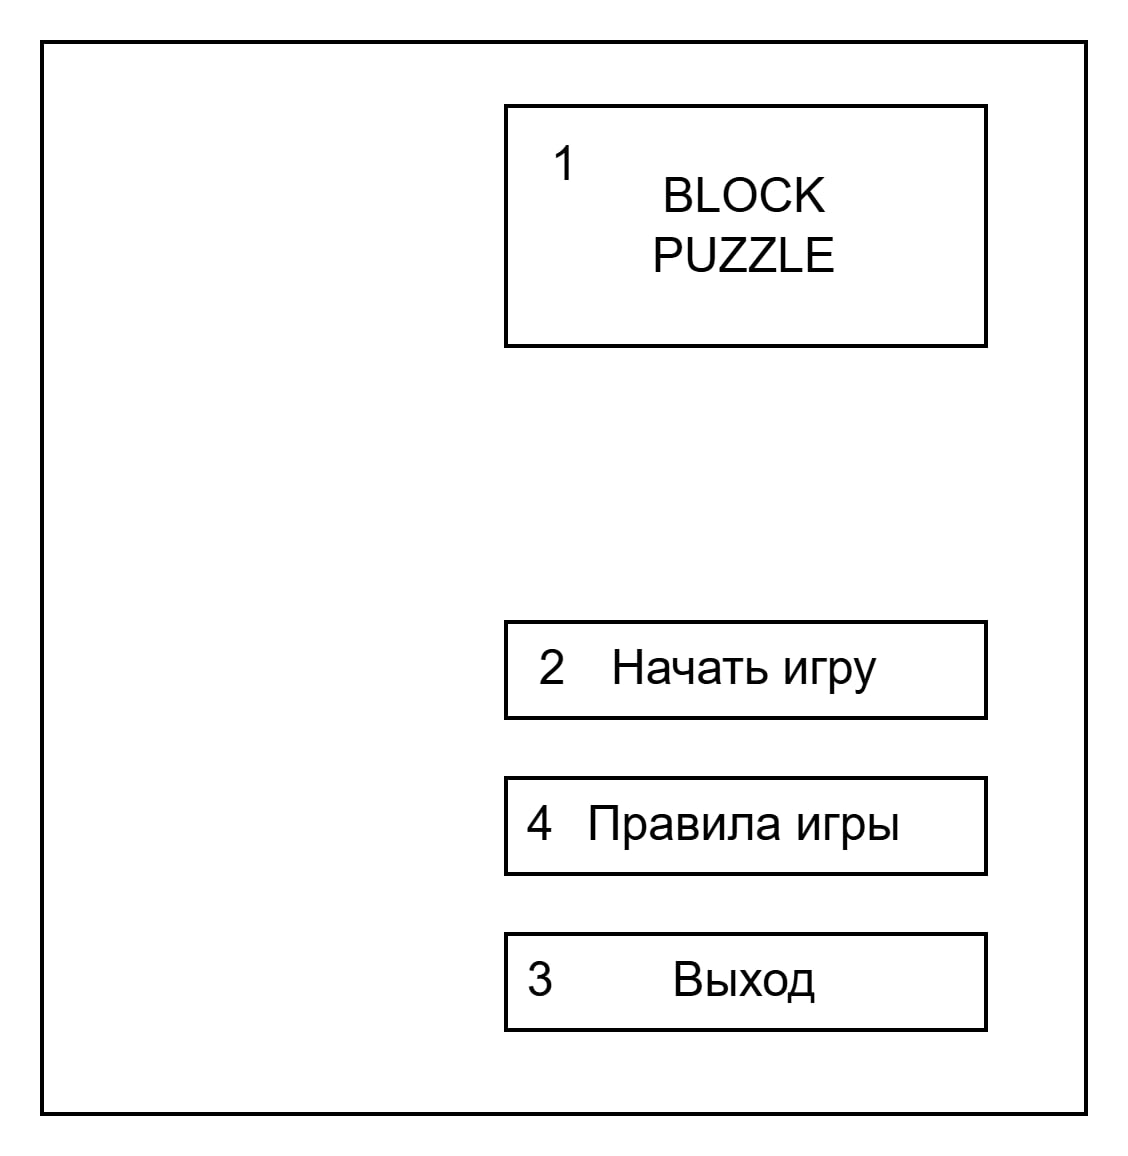 1
BLOCK
PUZZLE
2 Начать игру
4 Правила игры
3 Выход